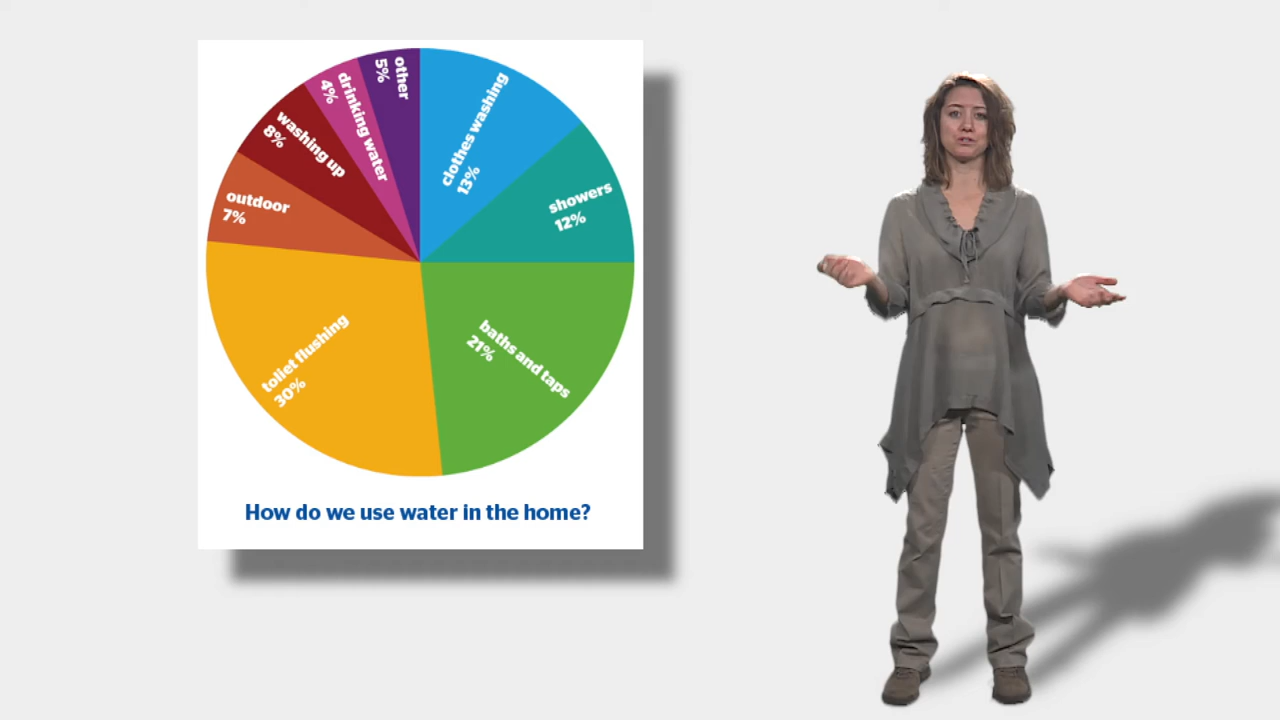 other
5%
clothes washing
13%
showers
12%
baths and taps
21%
toliet flushing
30%
outdoor
7%
washing up
8%
drinking water
4%
How do we use water in the home?